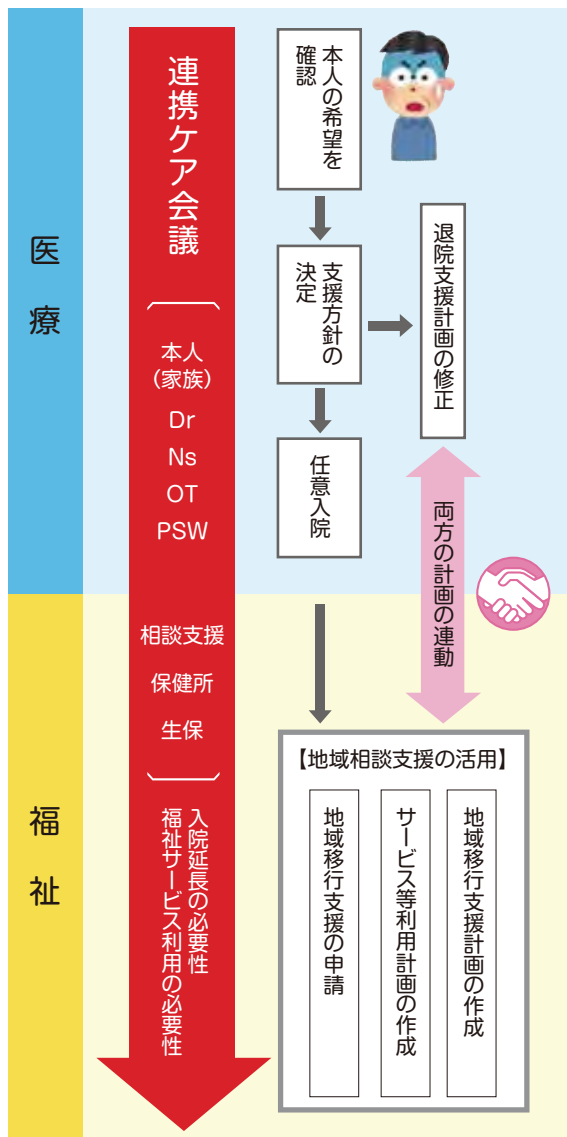 医療
福祉
連携ケア会議
本人
（家族）
Dr
Ns
OT
PSW
相談支援
保健所
生保
入院延長の必要性
福祉サービス利用の必要性
本人の希望を
確認
支援方針の
決定
任意入院
退院支援計画の修正
両方の計画の連動
【地域相談支援の活用】
地域移行支援の申請
サービス等利用計画の作成
地域移行支援計画の作成